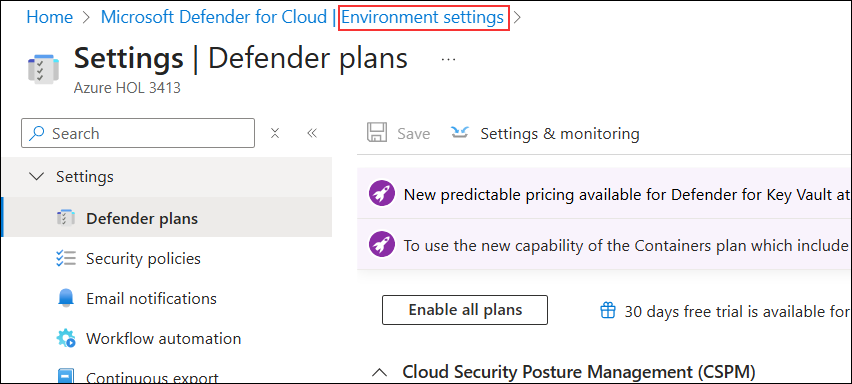 Home > Microsoft Defender for Cloud | Environment settings >
Settings | Defender plans ...
Azure HOL 3413
Search
Save
Settings & monitoring
Settings
New predictable pricing available for Defender for Key Vault at
Defender plans
To use the new capability of the Containers plan which include
Security policies
Email notifications
Enable all plans
30 days free trial is available for
Workflow automation
Continuous export
Cloud Security Posture Management (CSPM)